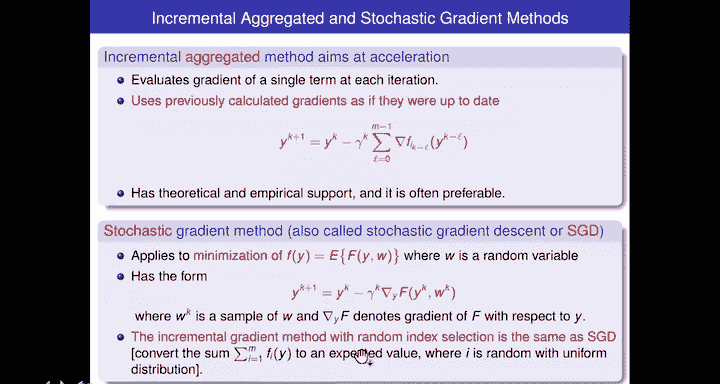 Incremental Aggregated and Stochastic Gradient Methods
Incremental aggregated method aims at acceleration
Evaluates gradient of a single term at each iteration.
Uses previously calculated gradients as if they were up to date
y^{k+1} = y^k − γ^k ∑_{ℓ=0}^{m−1} ∇f_{i_{k−ℓ}}(y^{k−ℓ})
Has theoretical and empirical support, and it is often preferable.
Stochastic gradient method (also called stochastic gradient descent or SGD)
Applies to minimization of f(y) = E{F(y, w)} where w is a random variable
Has the form
y^{k+1} = y^k − γ^k ∇_y F(y^k, w^k)
where w^k is a sample of w and ∇_y F denotes gradient of F with respect to y.
The incremental gradient method with random index selection is the same as SGD
[convert the sum ∑_{i=1}^m f_i(y) to an expected value, where i is random with uniform
distribution].